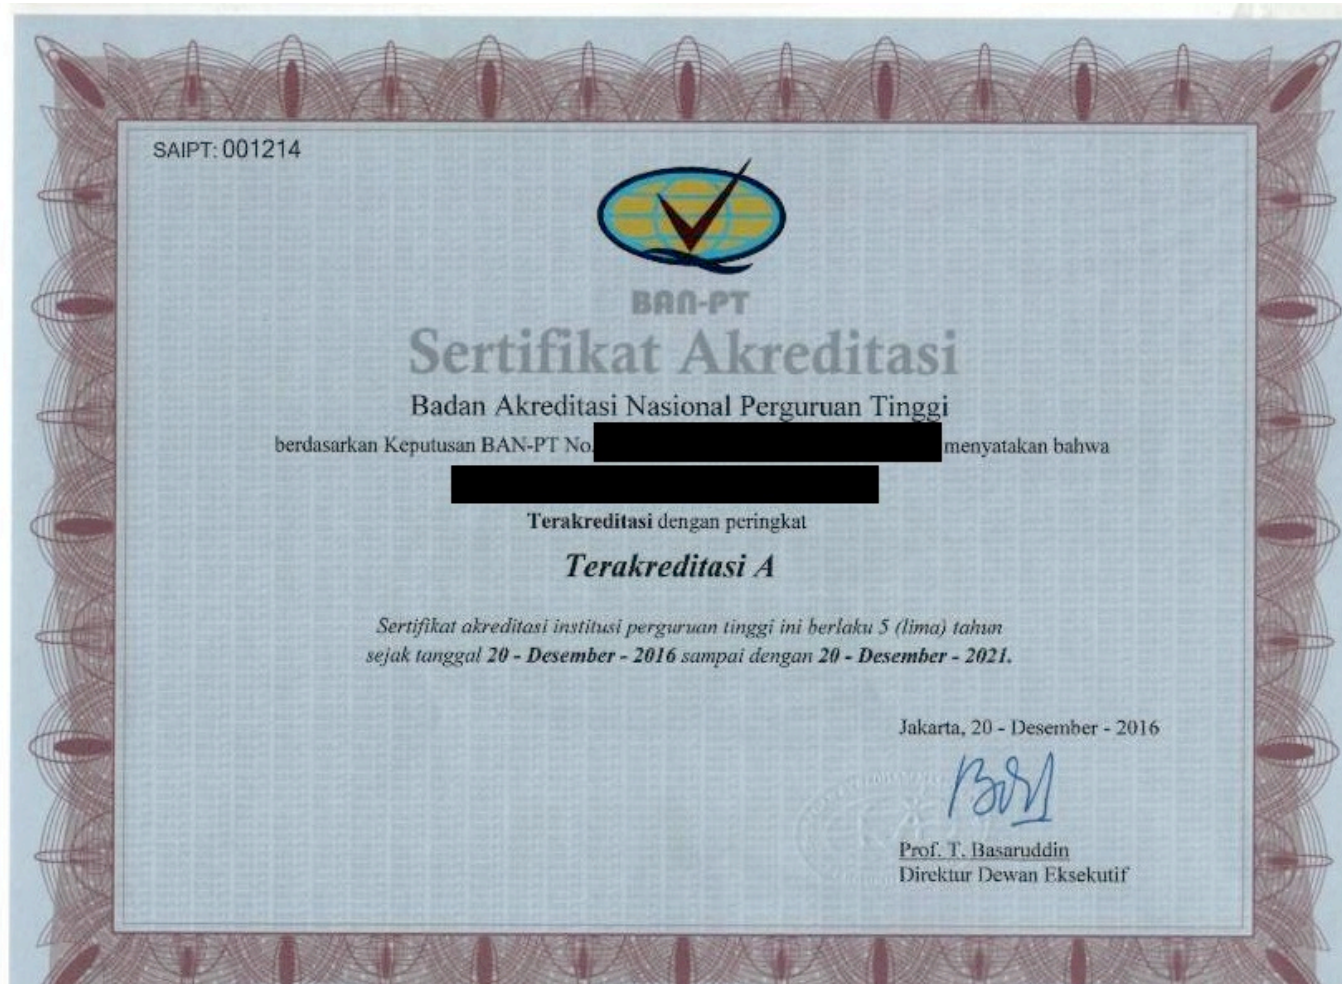 SAIPT: 001214
BAN-PT
Sertifikat Akreditasi
Badan Akreditasi Nasional Perguruan Tinggi
berdasarkan Keputusan BAN-PT No. menyatakan bahwa
Terakreditasi dengan peringkat
Terakreditasi A
Sertifikat akreditasi institusi perguruan tinggi ini berlaku 5 (lima) tahun
sejak tanggal 20 - Desember - 2016 sampai dengan 20 - Desember - 2021.
Jakarta, 20 - Desember - 2016
Prof. T. Basaruddin
Direktur Dewan Eksekutif